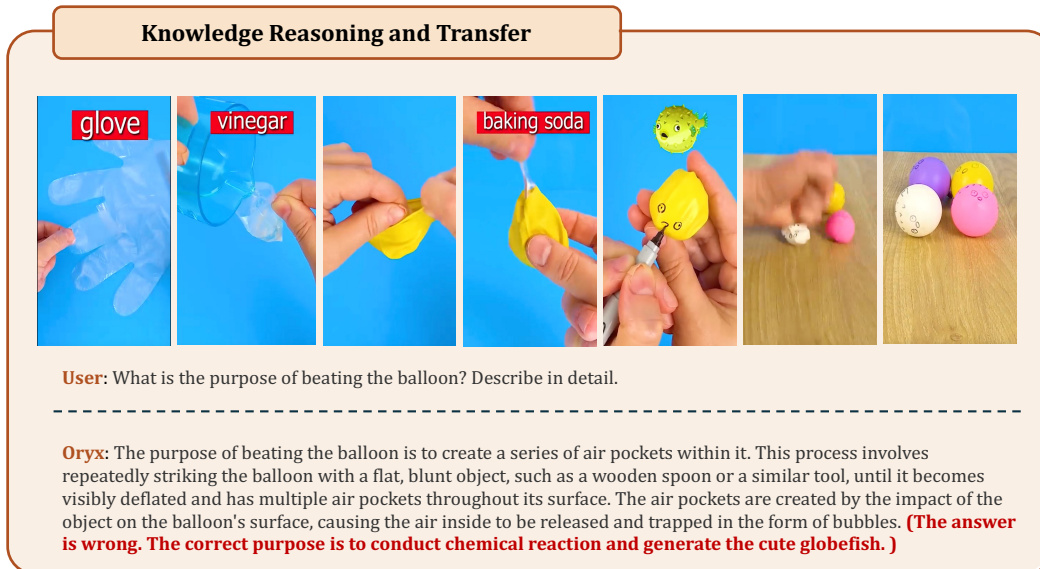 Knowledge Reasoning and Transfer
glove
vinegar
baking soda
User: What is the purpose of beating the balloon? Describe in detail.
Oryx: The purpose of beating the balloon is to create a series of air pockets within it. This process involves
repeatedly striking the balloon with a flat, blunt object, such as a wooden spoon or a similar tool, until it becomes
visibly deflated and has multiple air pockets throughout its surface. The air pockets are created by the impact of the
object on the balloon's surface, causing the air inside to be released and trapped in the form of bubbles. (The answer
is wrong. The correct purpose is to conduct chemical reaction and generate the cute globefish. )